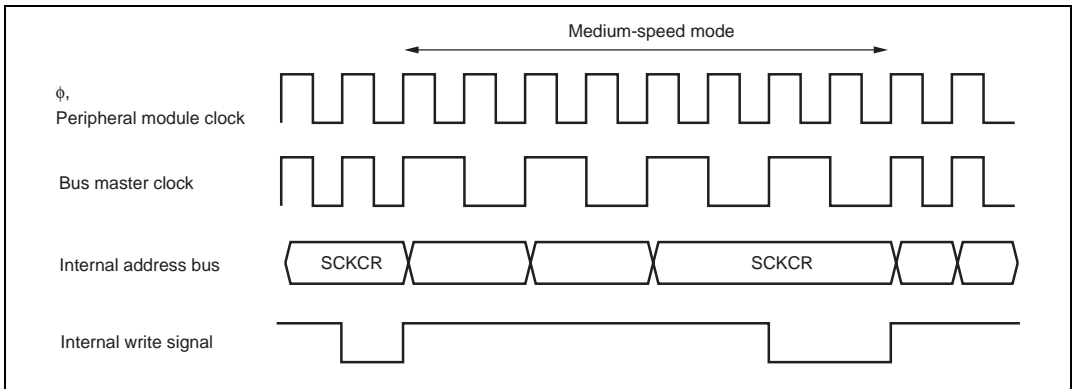 Medium-speed mode
ϕ,
Peripheral module clock
Bus master clock
Internal address bus
SCKCR
SCKCR
Internal write signal